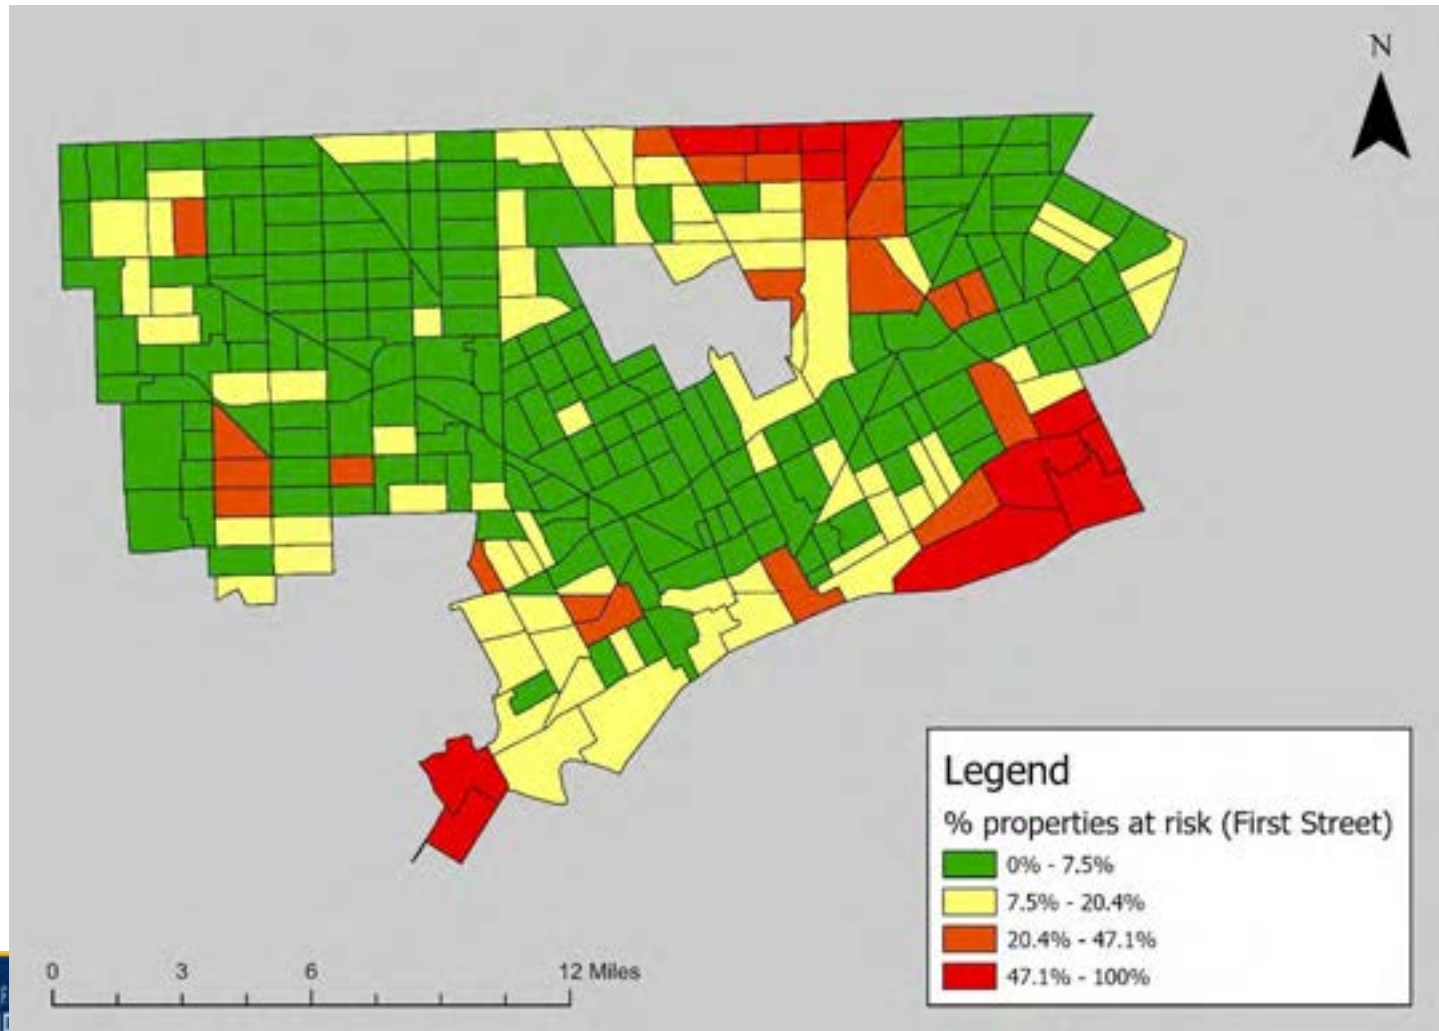 N
Legend
% properties at risk (First Street)
0% - 7.5%
7.5% - 20.4%
20.4% - 47.1%
47.1% - 100%
0 3 6 12 Miles